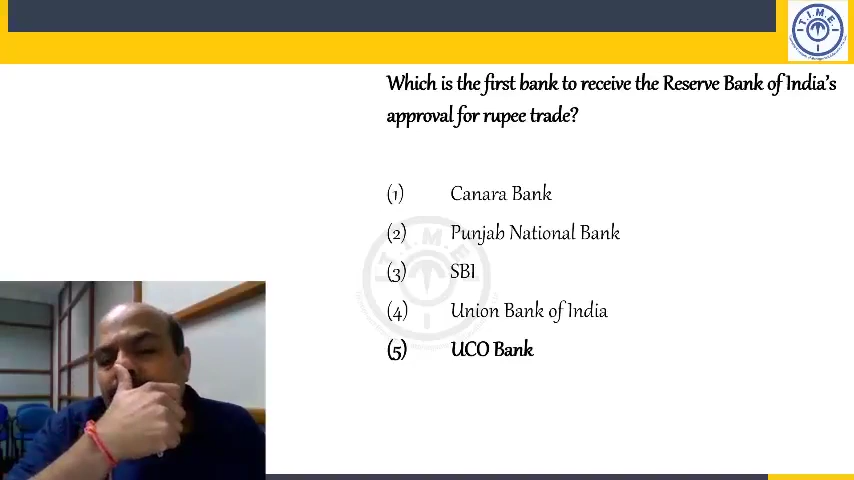 T.I.M.E.
Which is the first bank to receive the Reserve Bank of India's
approval for rupee trade?
(1) Canara Bank
(2) Punjab National Bank
(3) SBI
(4) Union Bank of India
(5) UCO Bank
T.I.M.E.